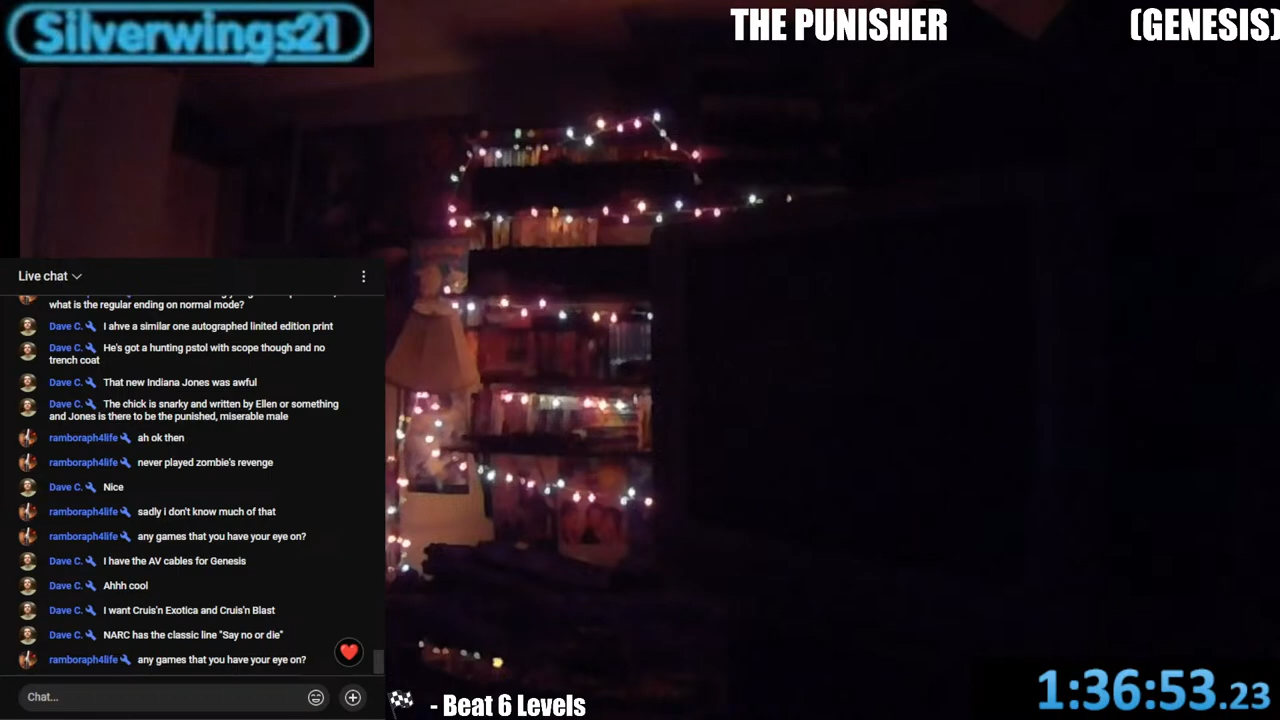 Silverwings21
THE PUNISHER (GENESIS)
Live chat
what is the regular ending on normal mode?
Dave C. I ahve a similar one autographed linited edition print
Dave C. He's got a hunting pstol with scope though and no
trench coat
Dave C. That new Indiana Jones was awful
Dave C. The chick is snarky and written by Ellen or something
and Jones is there to be the punished, miserable male
ramboraph4life ah ok then
ramboraph4life never played zombie's revenge
Dave C. Nice
ramboraph4life sadly i don't know much of that
ramboraph4life any games that you have your eye on?
Dave C. I have the AV cables for Genesis
Dave C. Ahhh cool
Dave C. I want Cruis'n Exotica and Cruis'n Blast
Dave C. NARC has the classic line "Say no or die"
ramboraph4life any games that you have your eye on?
Chat...
- Beat 6 Levels
1:36:53.23